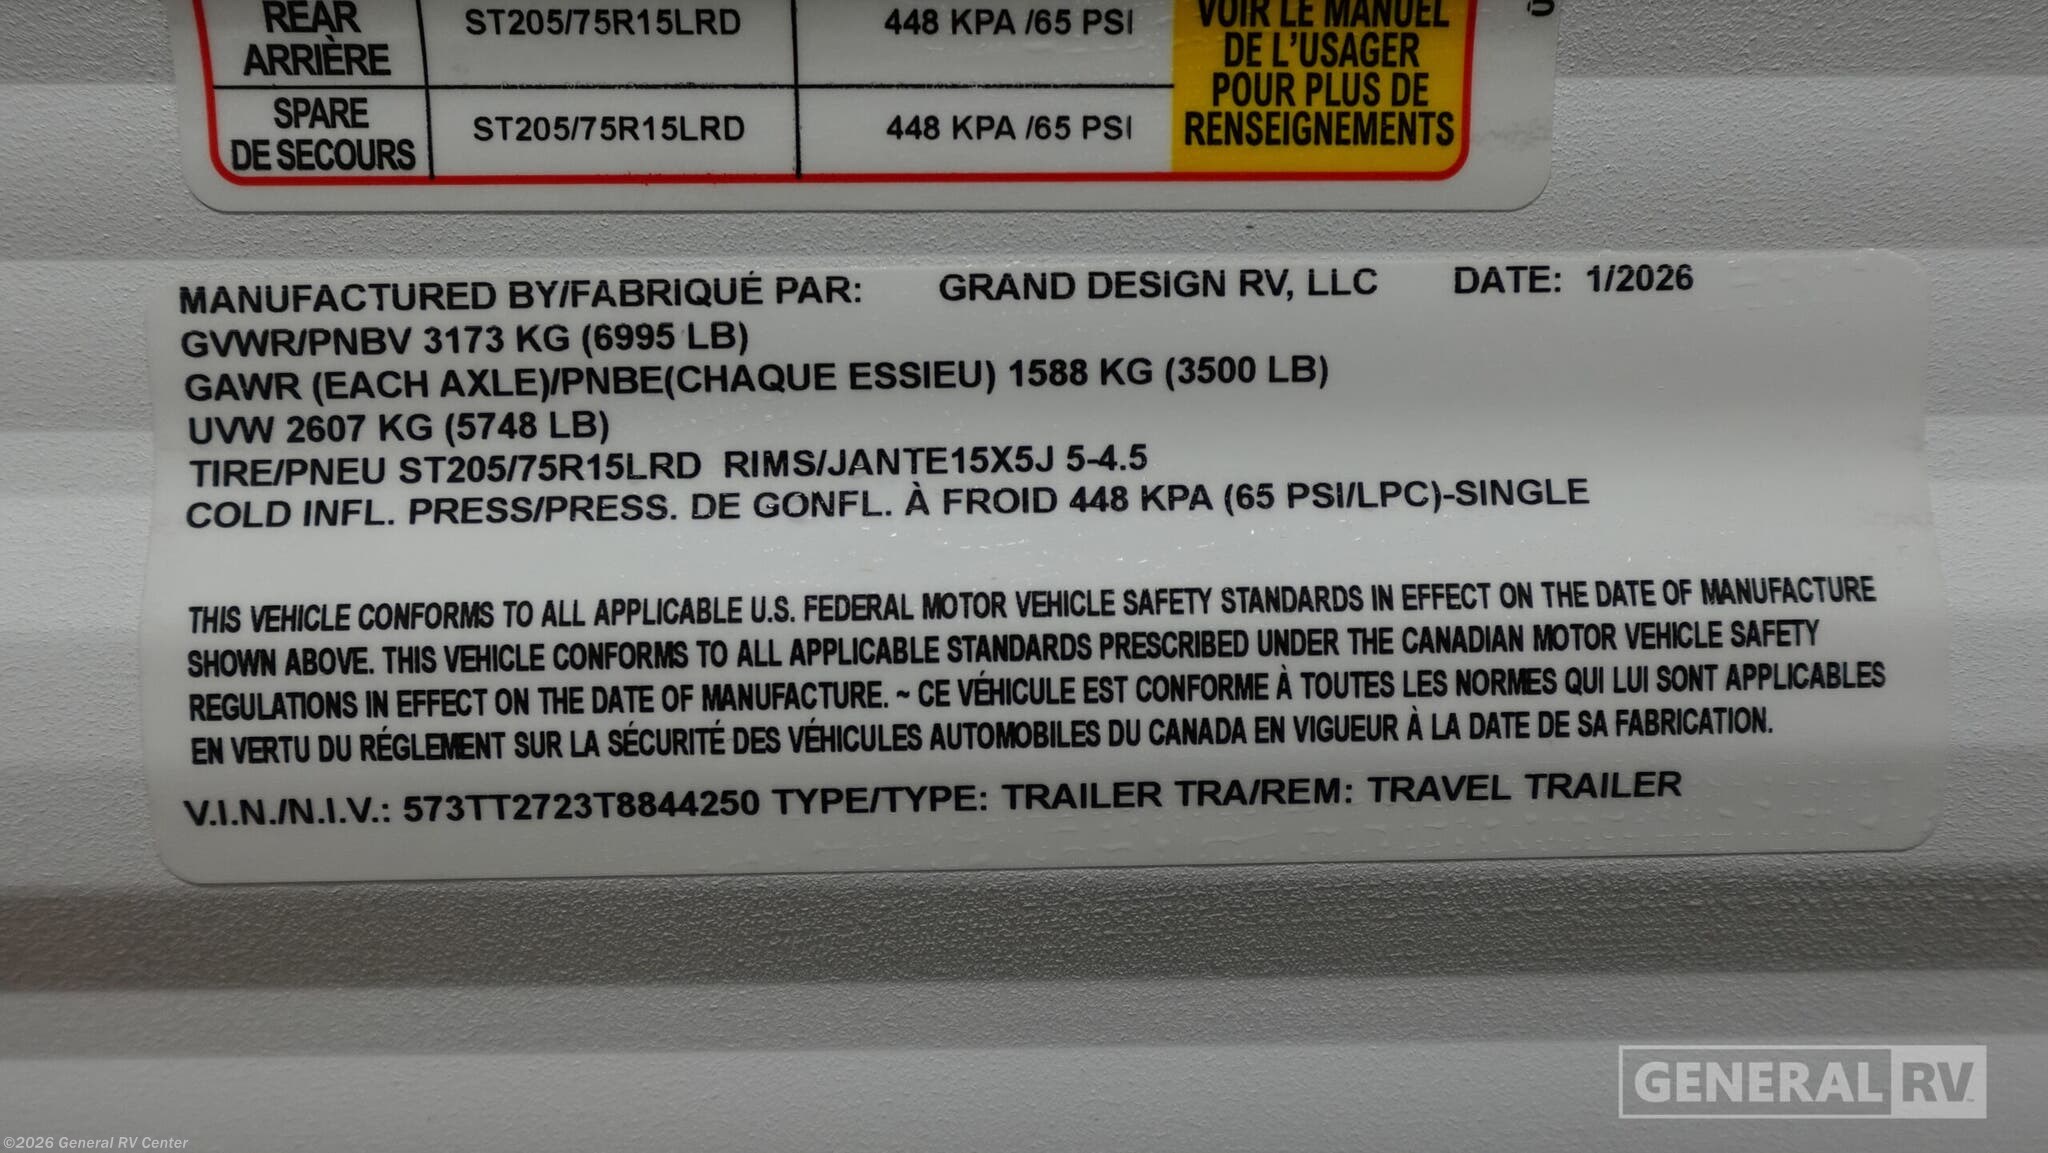 REAR
ARRIÈRE
ST205/75R15LRD
448 KPA /65 PSI
SPARE
DE SECOURS
ST205/75R15LRD
448 KPA /65 PSI
VOIR LE MANUEL
DE L'USAGER
POUR PLUS DE
RENSEIGNEMENTS
MANUFACTURED BY/FABRIQUÉ PAR: GRAND DESIGN RV, LLC DATE: 1/2026
GVWR/PNBV 3173 KG (6995 LB)
GAWR (EACH AXLE)/PNBE(CHAQUE ESSIEU) 1588 KG (3500 LB)
UVW 2607 KG (5748 LB)
TIRE/PNEU ST205/75R15LRD RIMS/JANTE15X5J 5-4.5
COLD INFL. PRESS/PRESS. DE GONFL. À FROID 448 KPA (65 PSI/LPC)-SINGLE
THIS VEHICLE CONFORMS TO ALL APPLICABLE U.S. FEDERAL MOTOR VEHICLE SAFETY STANDARDS IN EFFECT ON THE DATE OF MANUFACTURE
SHOWN ABOVE. THIS VEHICLE CONFORMS TO ALL APPLICABLE STANDARDS PRESCRIBED UNDER THE CANADIAN MOTOR VEHICLE SAFETY
REGULATIONS IN EFFECT ON THE DATE OF MANUFACTURE. ~ CE VÉHICULE EST CONFORME À TOUTES LES NORMES QUI LUI SONT APPLICABLES
EN VERTU DU RÉGLEMENT SUR LA SÉCURITÉ DES VÉHICULES AUTOMOBILES DU CANADA EN VIGUEUR À LA DATE DE SA FABRICATION.
V.I.N./N.I.V.: 573TT2723T8844250 TYPE/TYPE: TRAILER TRA/REM: TRAVEL TRAILER
GENERAL RV
©2026 General RV Center